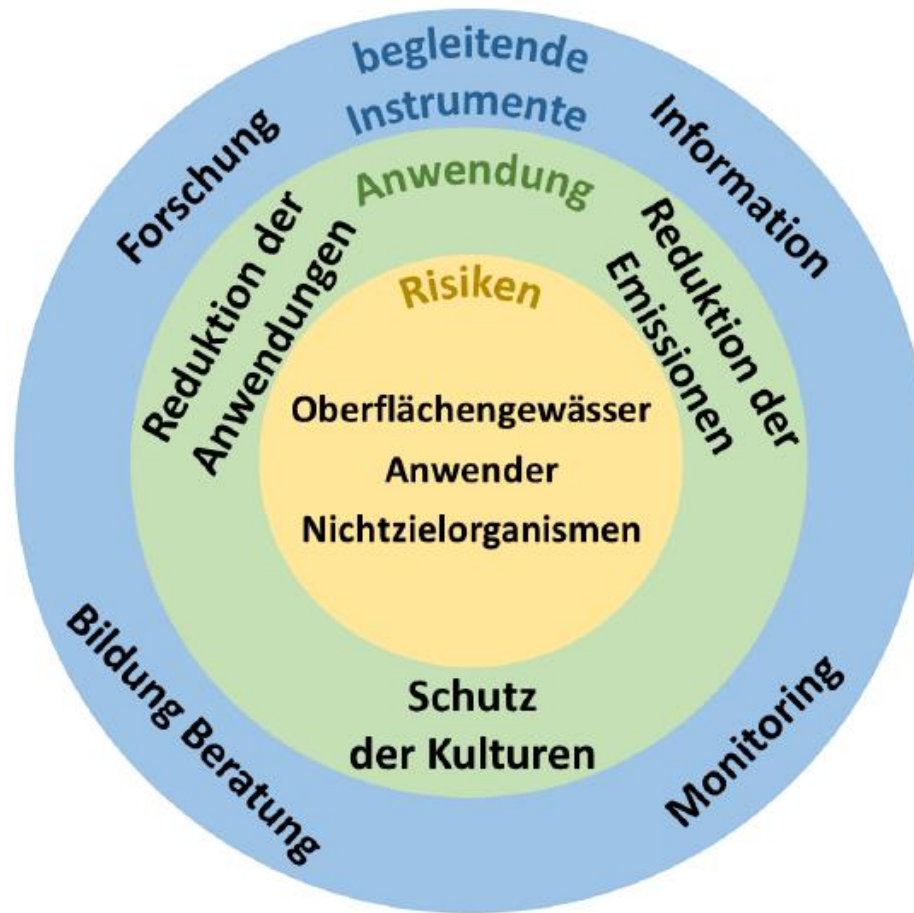 begleitende
Instrumente
Forschung
Information
Anwendung
Reduktion der
Anwendungen
Reduktion der
Emissionen
Risiken
Oberflächengewässer
Anwender
Nichtzielorganismen
Schutz
der Kulturen
Bildung Beratung
Monitoring